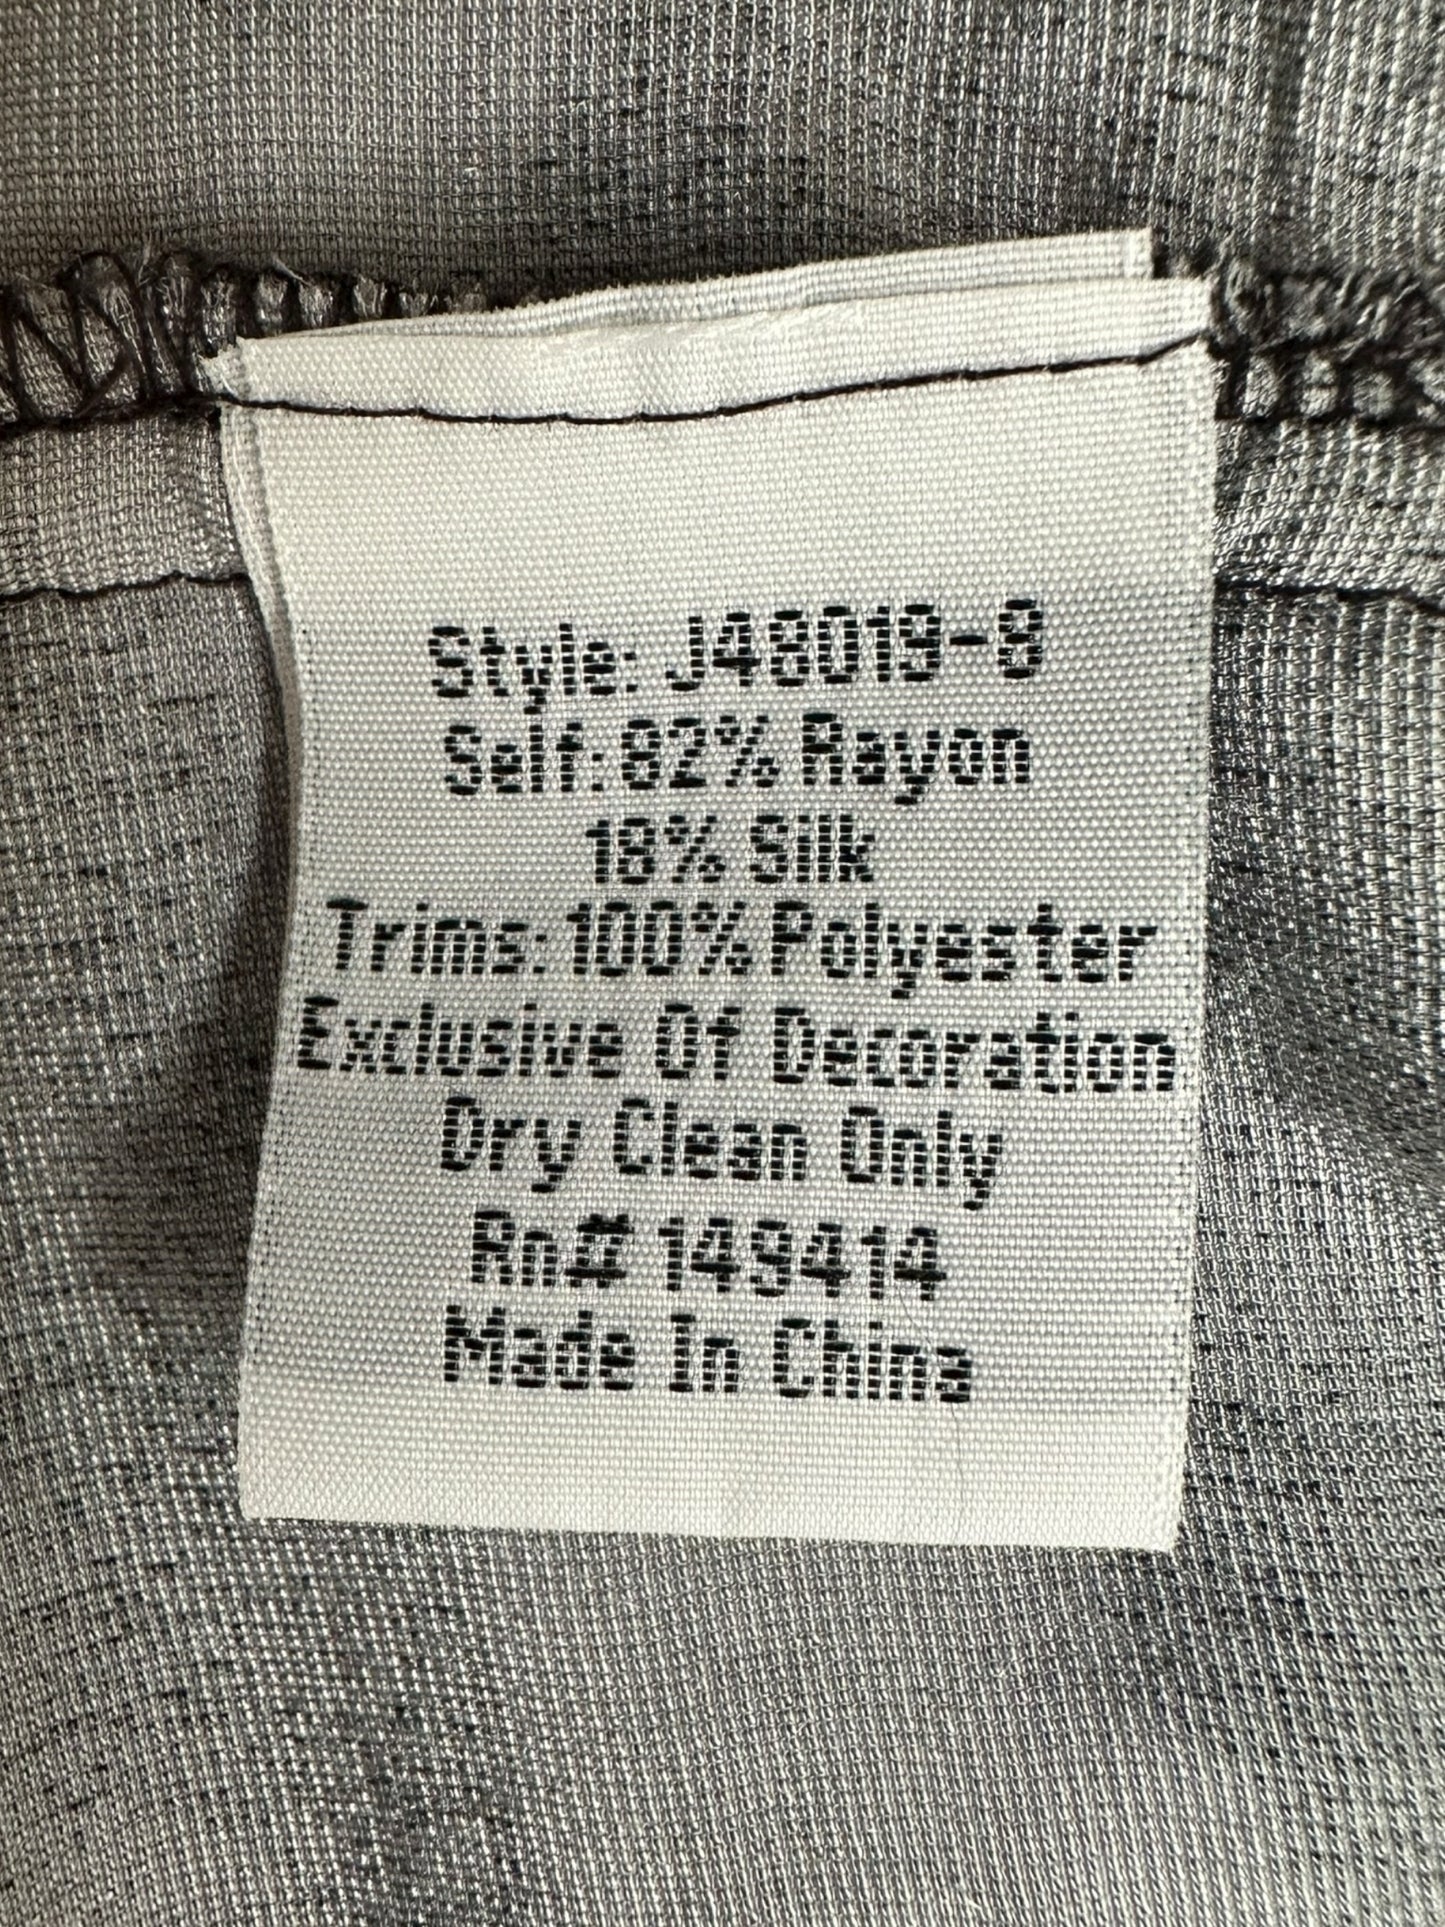 Style: J48019-8
Self: 82% Rayon
18% Silk
Trims: 100% Polyester
Exclusive Of Decoration
Dry Clean Only
Rn# 149414
Made In China